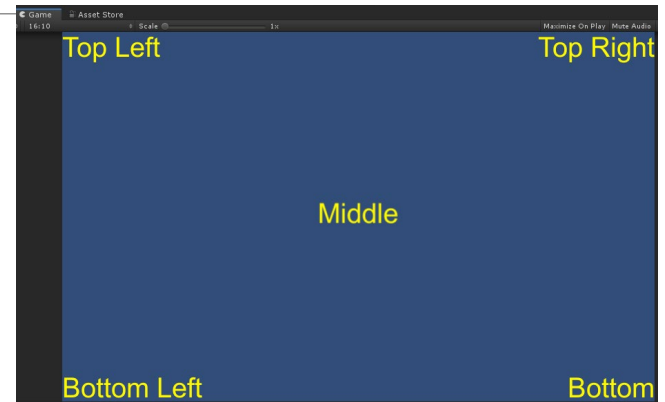 Game Asset Store
16:10 Scale 1x Maximize On Play Mute Audio
Top Left Top Right
Middle
Bottom Left Bottom